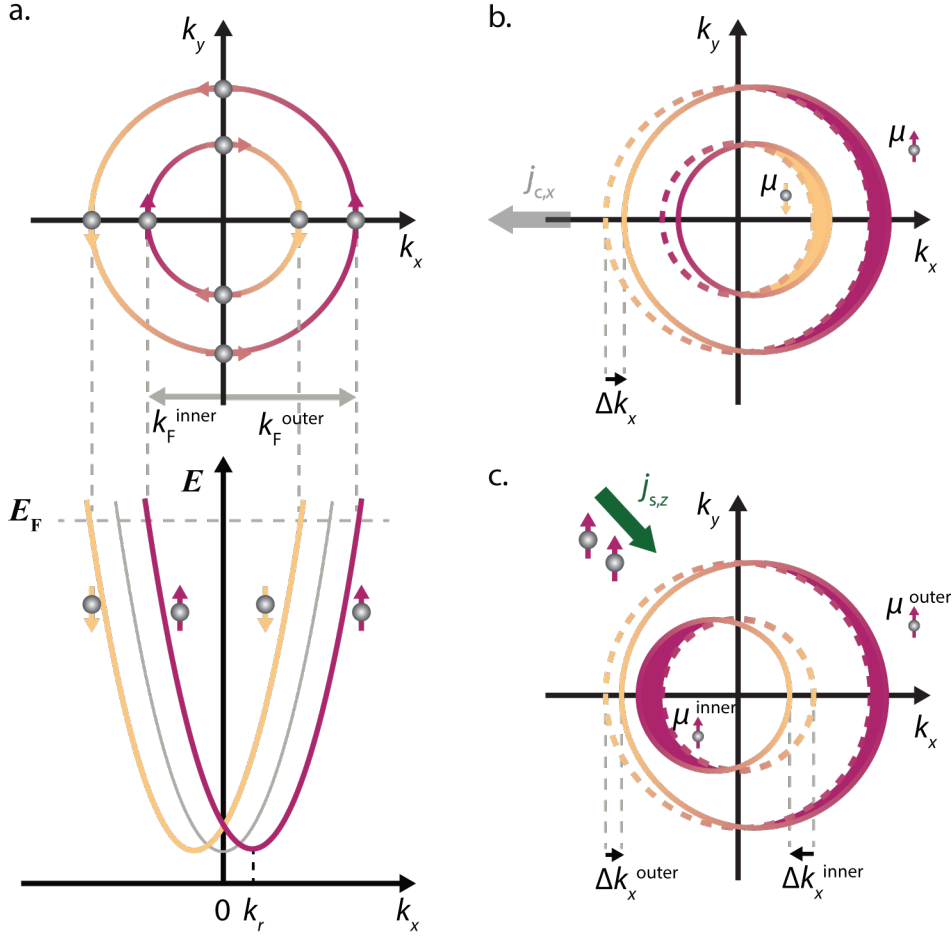 a.
k_y
k_x
k_F^inner
k_F^outer
E
E_F
0
k_r
k_x
b.
k_y
μ
μ
j_c,x
k_x
Δk_x
c.
j_s,z
k_y
μ^outer
μ^inner
k_x
Δk_x^outer
Δk_x^inner